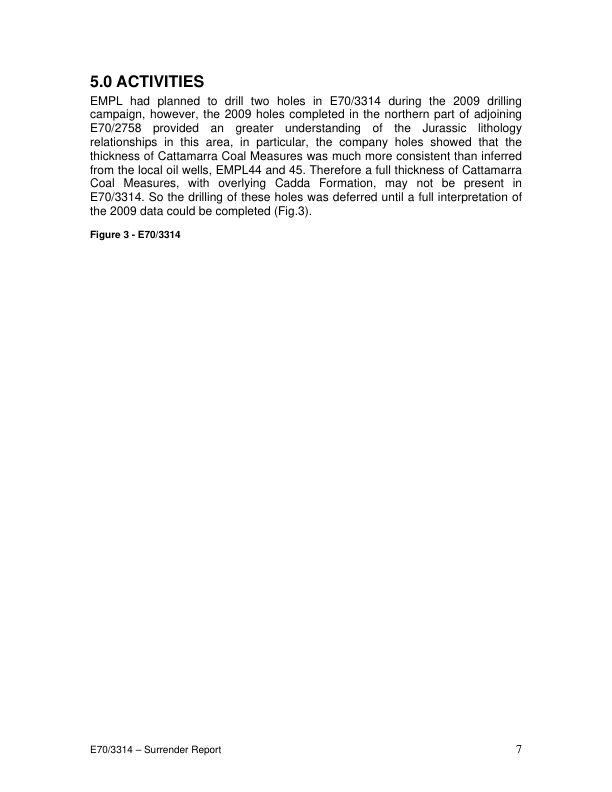 5.0 ACTIVITIES
EMPL had planned to drill two holes in E70/3314 during the 2009 drilling
campaign, however, the 2009 holes completed in the northern part of adjoining
E70/2758 provided an greater understanding of the Jurassic lithology
relationships in this area, in particular, the company holes showed that the
thickness of Cattamarra Coal Measures was much more consistent than inferred
from the local oil wells, EMPL44 and 45. Therefore a full thickness of Cattamarra
Coal Measures, with overlying Cadda Formation, may not be present in
E70/3314. So the drilling of these holes was deferred until a full interpretation of
the 2009 data could be completed (Fig.3).
Figure 3 - E70/3314
E70/3314 – Surrender Report 7